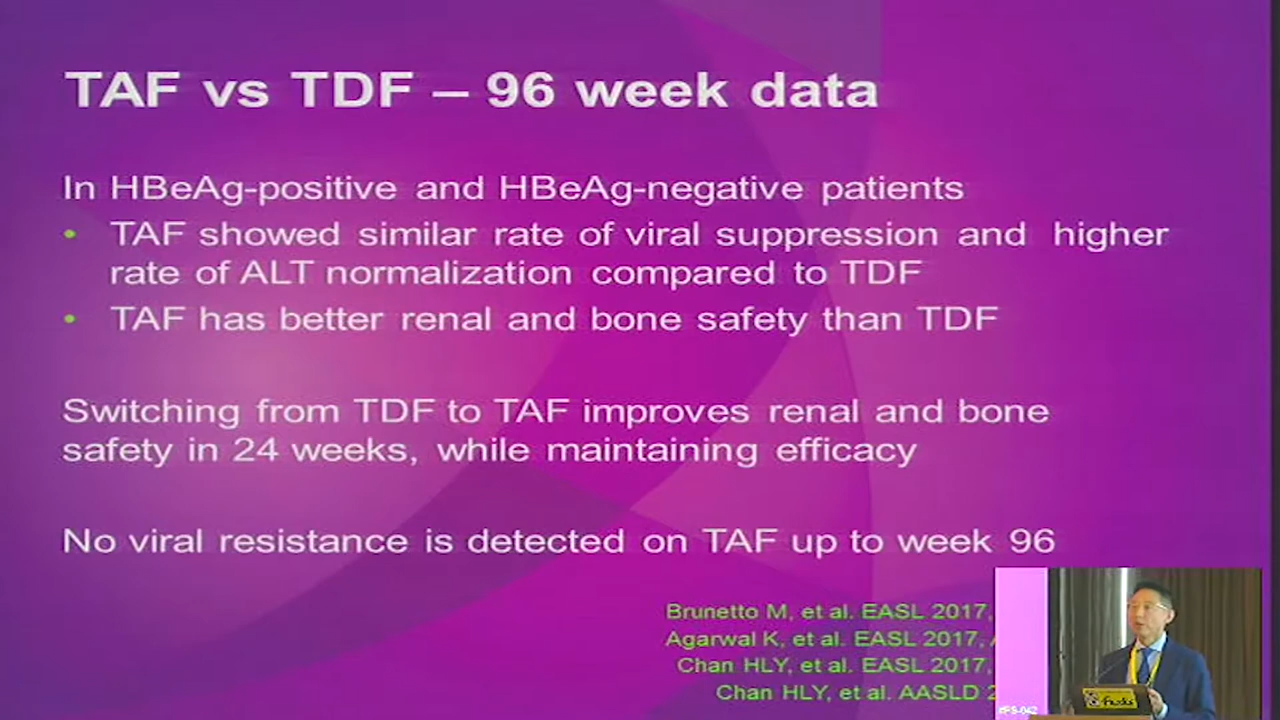 TAF vs TDF – 96 week data
In HBeAg-positive and HBeAg-negative patients
• TAF showed similar rate of viral suppression and higher
rate of ALT normalization compared to TDF
• TAF has better renal and bone safety than TDF
Switching from TDF to TAF improves renal and bone
safety in 24 weeks, while maintaining efficacy
No viral resistance is detected on TAF up to week 96
Brunetto M, et al. EASL 2017,
Agarwal K, et al. EASL 2017,
Chan HLY, et al. EASL 2017,
Chan HLY, et al. AASLD